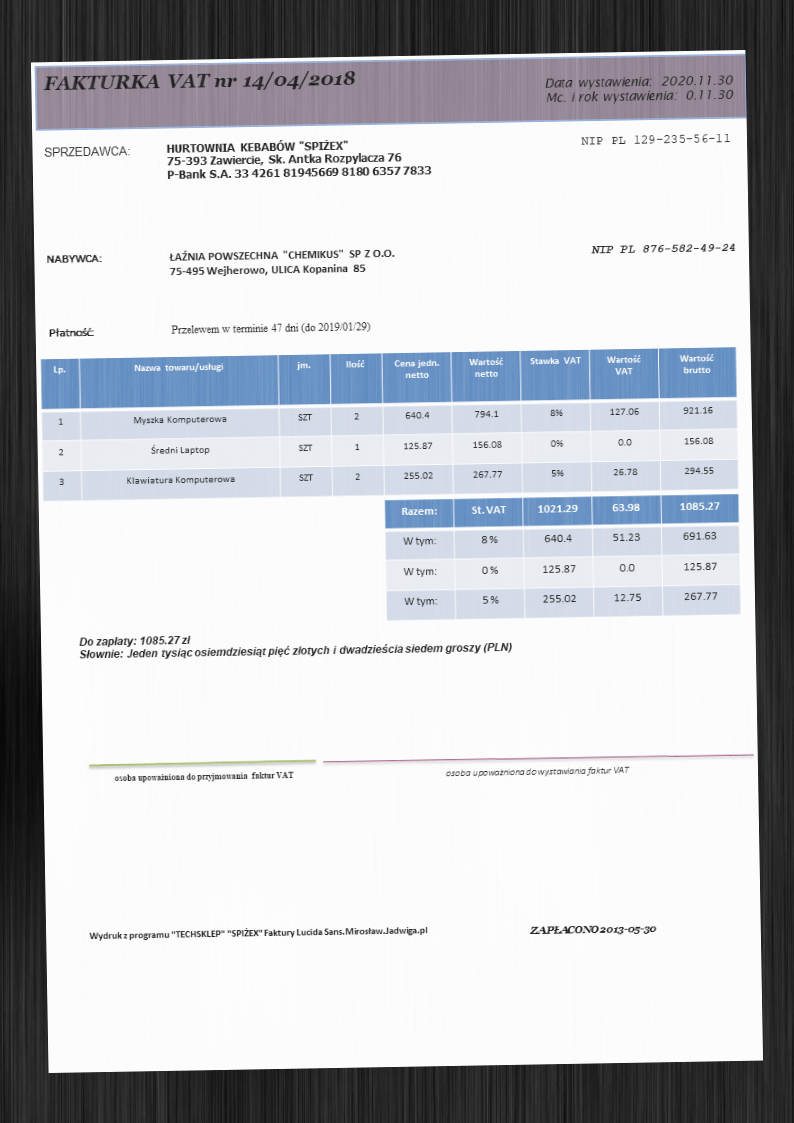 FAKTURKA VAT nr 14/04/2018
Data wystawienia: 2020.11.30
Mc. i rok wystawienia: 0.11.30
SPRZEDAWCA:
HURTOWNIA KEBABÓW "SPIŻEX"
75-393 Zawiercie, Sk. Antka Rozpylacza 76
P-Bank S.A. 33 4261 81945669 8180 6357 7833
NIP PL 129-235-56-11
NABYWCA:
ŁAŹNIA POWSZECHNA "CHEMIKUS" SP Z O.O.
75-495 Wejherowo, ULICA Kopanina 85
NIP PL 876-582-49-24
Płatność: Przelewem w terminie 47 dni (do 2019/01/29)
Lp. Nazwa towaru/usługi jm. Ilość Cena jedn. netto Wartość netto Stawka VAT Wartość VAT Wartość brutto
1 Myszka Komputerowa SZT 2 640.4 794.1 8% 127.06 921.16
2 Średni Laptop SZT 1 125.87 156.08 0% 0.0 156.08
3 Klawiatura Komputerowa SZT 2 255.02 267.77 5% 26.78 294.55
Razem: St. VAT 1021.29 63.98 1085.27
W tym: 8 % 640.4 51.23 691.63
W tym: 0 % 125.87 0.0 125.87
W tym: 5 % 255.02 12.75 267.77
Do zapłaty: 1085.27 zł
Słownie: Jeden tysiąc osiemdziesiąt pięć złotych i dwadzieścia siedem groszy (PLN)
osoba upoważniona do przyjmowania faktur VAT
osoba upoważniona do wystawiania faktur VAT
Wydruk z programu "TECHSKLEP" "SPIŻEX" Faktury Lucida Sans.Mirosław.Jadwiga.pl
ZAPŁACONO 2013-05-30